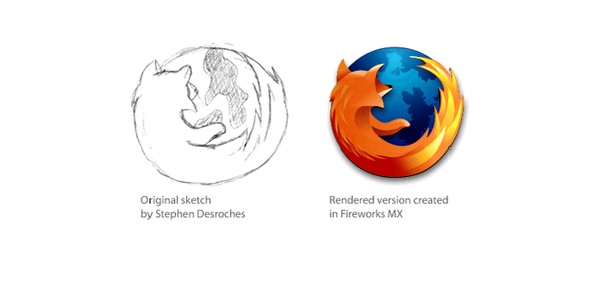 Original sketch
by Stephen Desroches
Rendered version created
in Fireworks MX